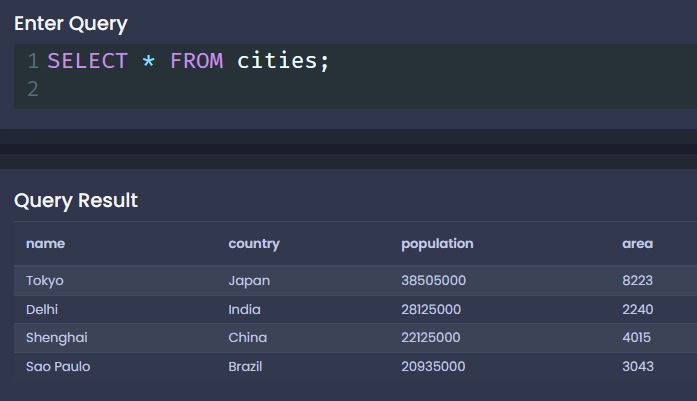 Enter Query
1 SELECT * FROM cities;
2
Query Result
name country population area
Tokyo Japan 38505000 8223
Delhi India 28125000 2240
Shenghai China 22125000 4015
Sao Paulo Brazil 20935000 3043